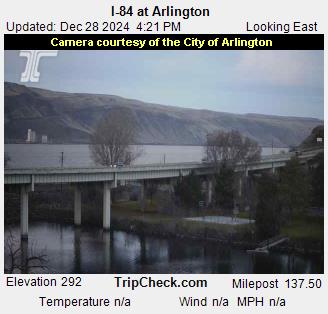 I-84 at Arlington
Updated: Dec 28 2024 4:21 PM Looking East
Camera courtesy of the City of Arlington
Elevation 292 TripCheck.com Milepost 137.50
Temperature n/a Wind n/a MPH n/a